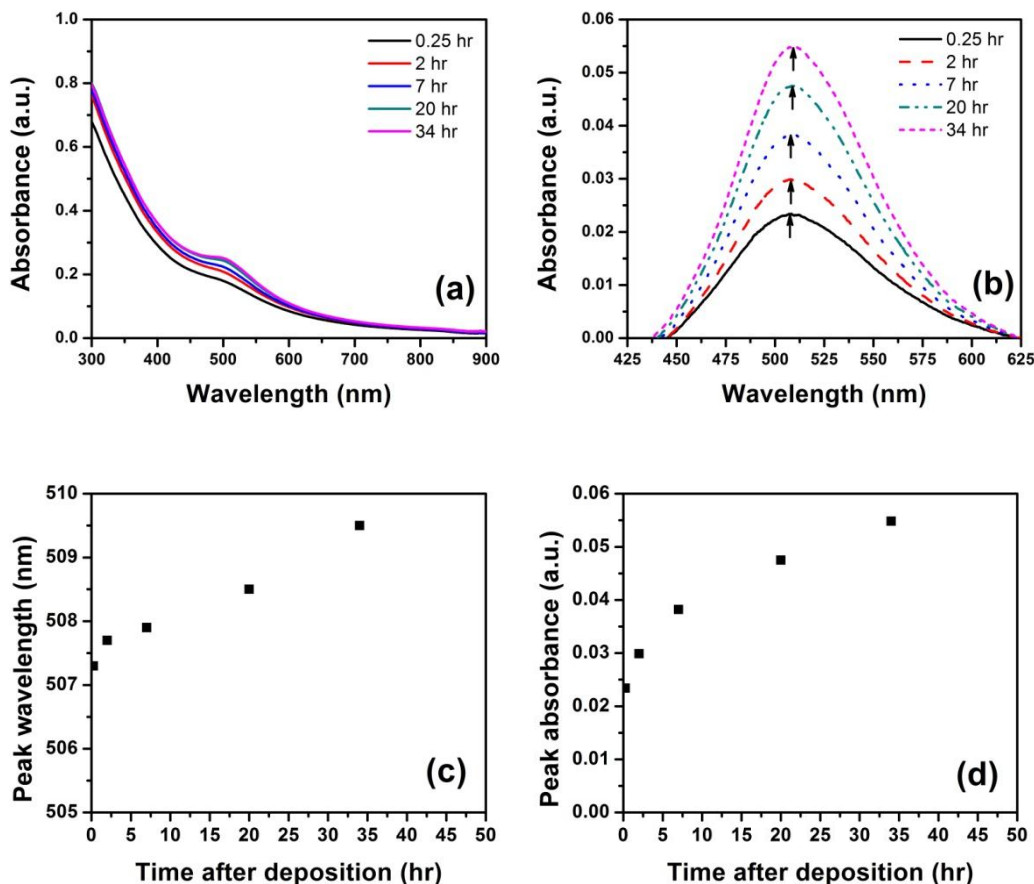 1.0
0.8
0.6
0.4
0.2
0.0
Absorbance (a.u.)
300 400 500 600 700 800 900
Wavelength (nm)
0.25 hr
2 hr
7 hr
20 hr
34 hr
(a)
0.06
0.05
0.04
0.03
0.02
0.01
0.00
Absorbance (a.u.)
425 450 475 500 525 550 575 600 625
Wavelength (nm)
0.25 hr
2 hr
7 hr
20 hr
34 hr
(b)
510
509
508
507
506
505
Peak wavelength (nm)
0 5 10 15 20 25 30 35 40 45 50
Time after deposition (hr)
(c)
0.06
0.05
0.04
0.03
0.02
0.01
0.00
Peak absorbance (a.u.)
0 5 10 15 20 25 30 35 40 45 50
Time after deposition (hr)
(d)